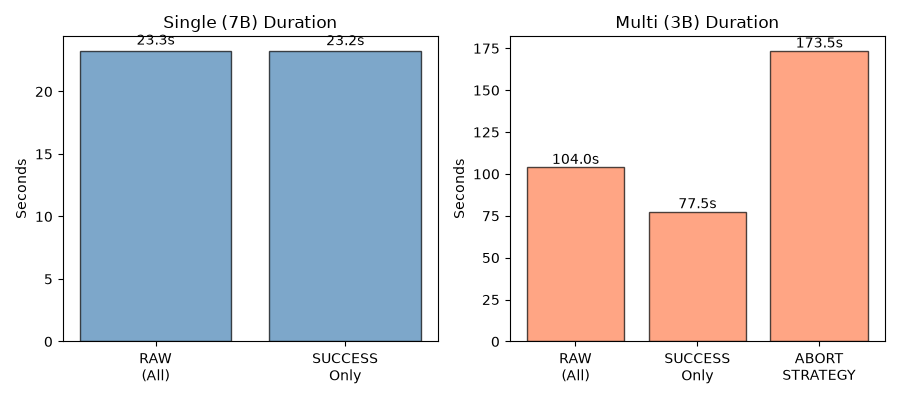 Single (7B) Duration
23.3s
23.2s
Seconds
20
15
10
5
0
RAW
(All)
SUCCESS
Only
Multi (3B) Duration
173.5s
104.0s
77.5s
Seconds
175
150
125
100
75
50
25
0
RAW
(All)
SUCCESS
Only
ABORT
STRATEGY